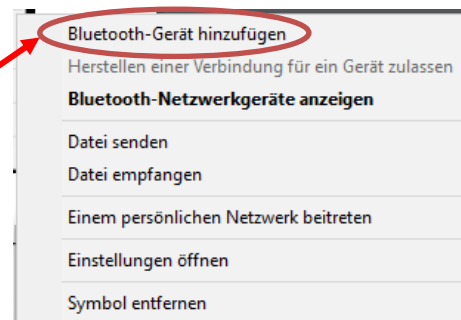 Bluetooth-Gerät hinzufügen
Herstellen einer Verbindung für ein Gerät zulassen
Bluetooth-Netzwerkgeräte anzeigen
Datei senden
Datei empfangen
Einem persönlichen Netzwerk beitreten
Einstellungen öffnen
Symbol entfernen